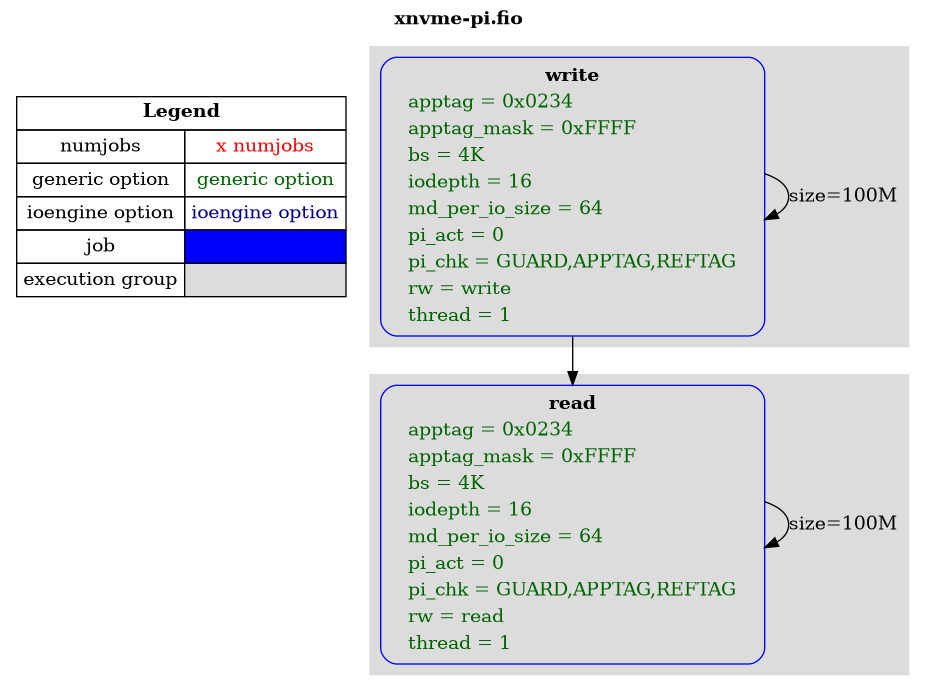 xnvme-pi.fio
Legend
numjobs x numjobs
generic option generic option
ioengine option ioengine option
job
execution group
write
apptag = 0x0234
apptag_mask = 0xFFFF
bs = 4K
iodepth = 16
md_per_io_size = 64
pi_act = 0
pi_chk = GUARD,APPTAG,REFTAG
rw = write
thread = 1
size=100M
read
apptag = 0x0234
apptag_mask = 0xFFFF
bs = 4K
iodepth = 16
md_per_io_size = 64
pi_act = 0
pi_chk = GUARD,APPTAG,REFTAG
rw = read
thread = 1
size=100M